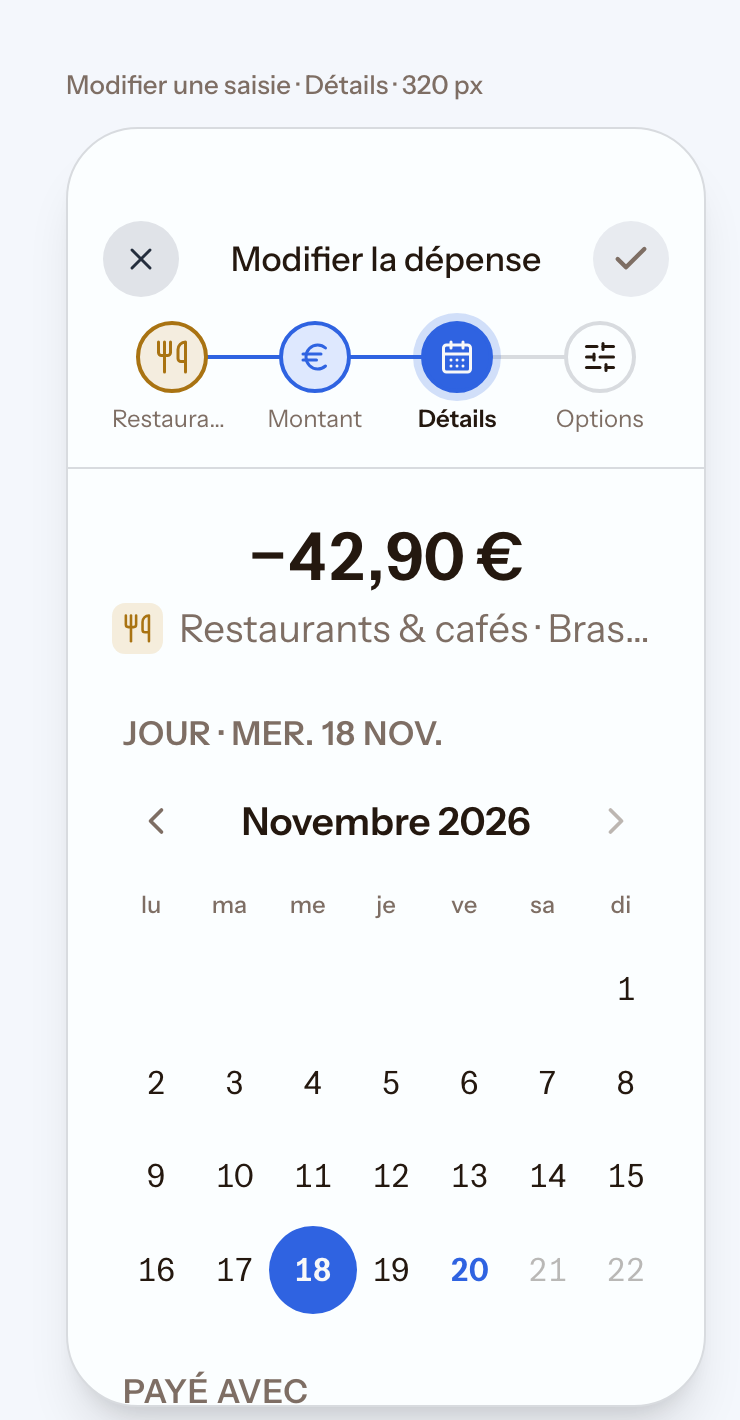 Modifier une saisie · Détails · 320 px
Modifier la dépense
Restaura... Montant Détails Options
−42,90 €
Restaurants & cafés · Bras...
JOUR · MER. 18 NOV.
Novembre 2026
lu ma me je ve sa di
1
2 3 4 5 6 7 8
9 10 11 12 13 14 15
16 17 18 19 20 21 22
PAYÉ AVEC